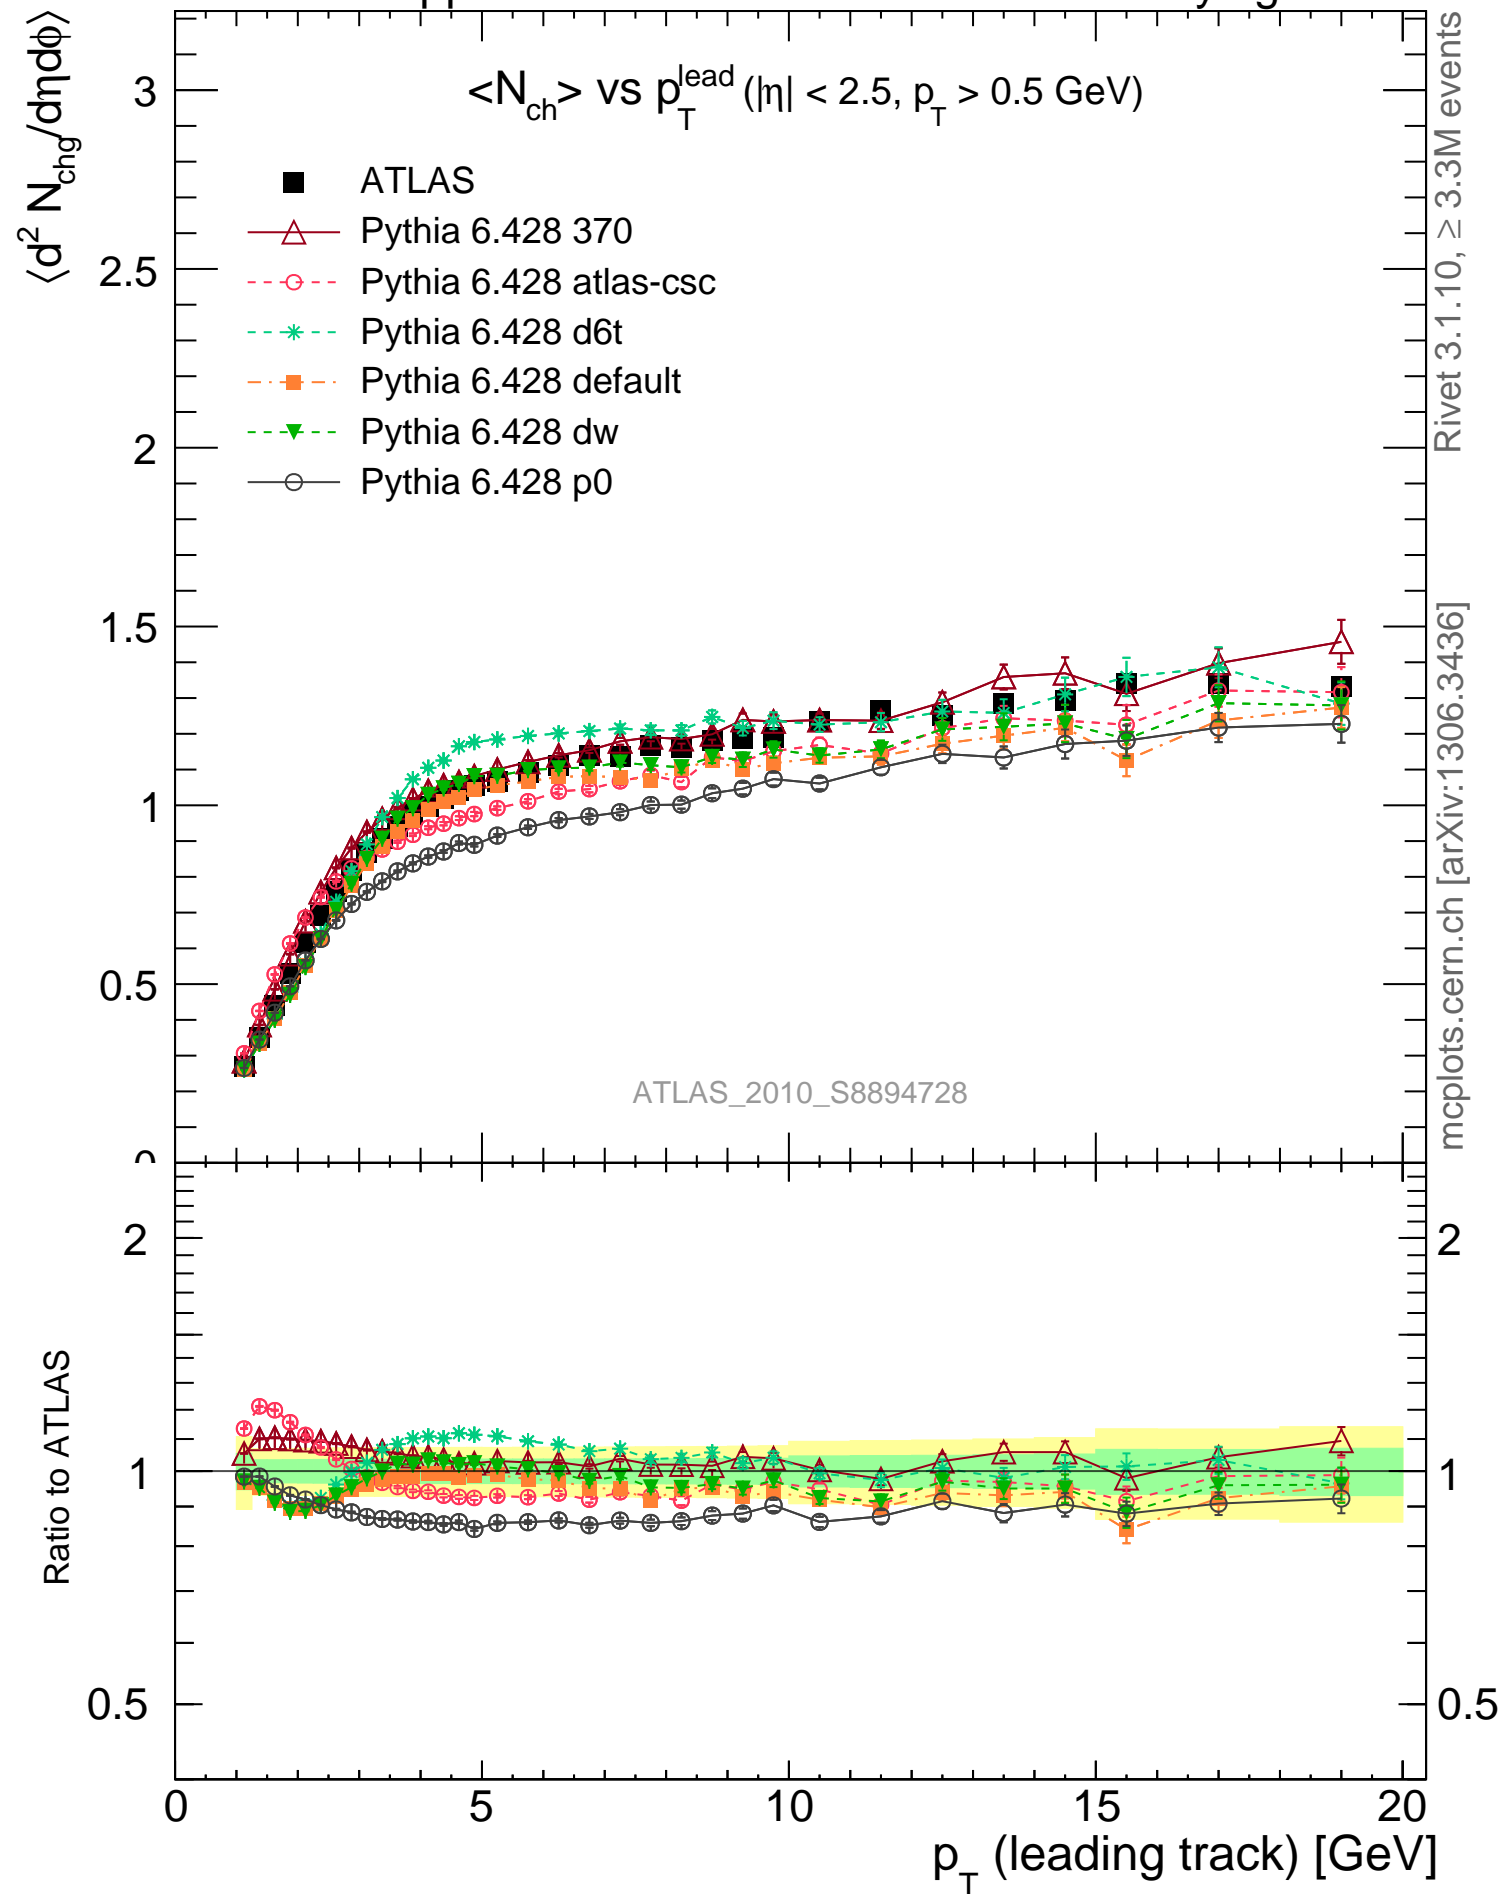 ⟨d² N_chg/dηdϕ⟩
<N_ch> vs p_T^lead (|η| < 2.5, p_T > 0.5 GeV)
ATLAS
Pythia 6.428 370
Pythia 6.428 atlas-csc
Pythia 6.428 d6t
Pythia 6.428 default
Pythia 6.428 dw
Pythia 6.428 p0
3
2.5
2
1.5
1
0.5
0
ATLAS_2010_S8894728
Rivet 3.1.10, ≥ 3.3M events
mcplots.cern.ch [arXiv:1306.3436]
Ratio to ATLAS
2
1
0.5
2
1
0.5
0 5 10 15 20
p_T (leading track) [GeV]